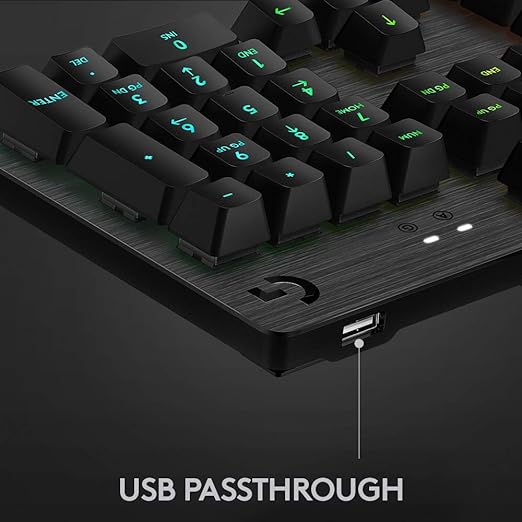 INS
0
DEL
.
END
1
↓
2
PG DN
3
ENTER
←
4
5
→
6
HOME
7
↑
8
PG UP
9
+
NUM
/
*
-
END
PG DN
PG UP
G
A
G
USB PASSTHROUGH